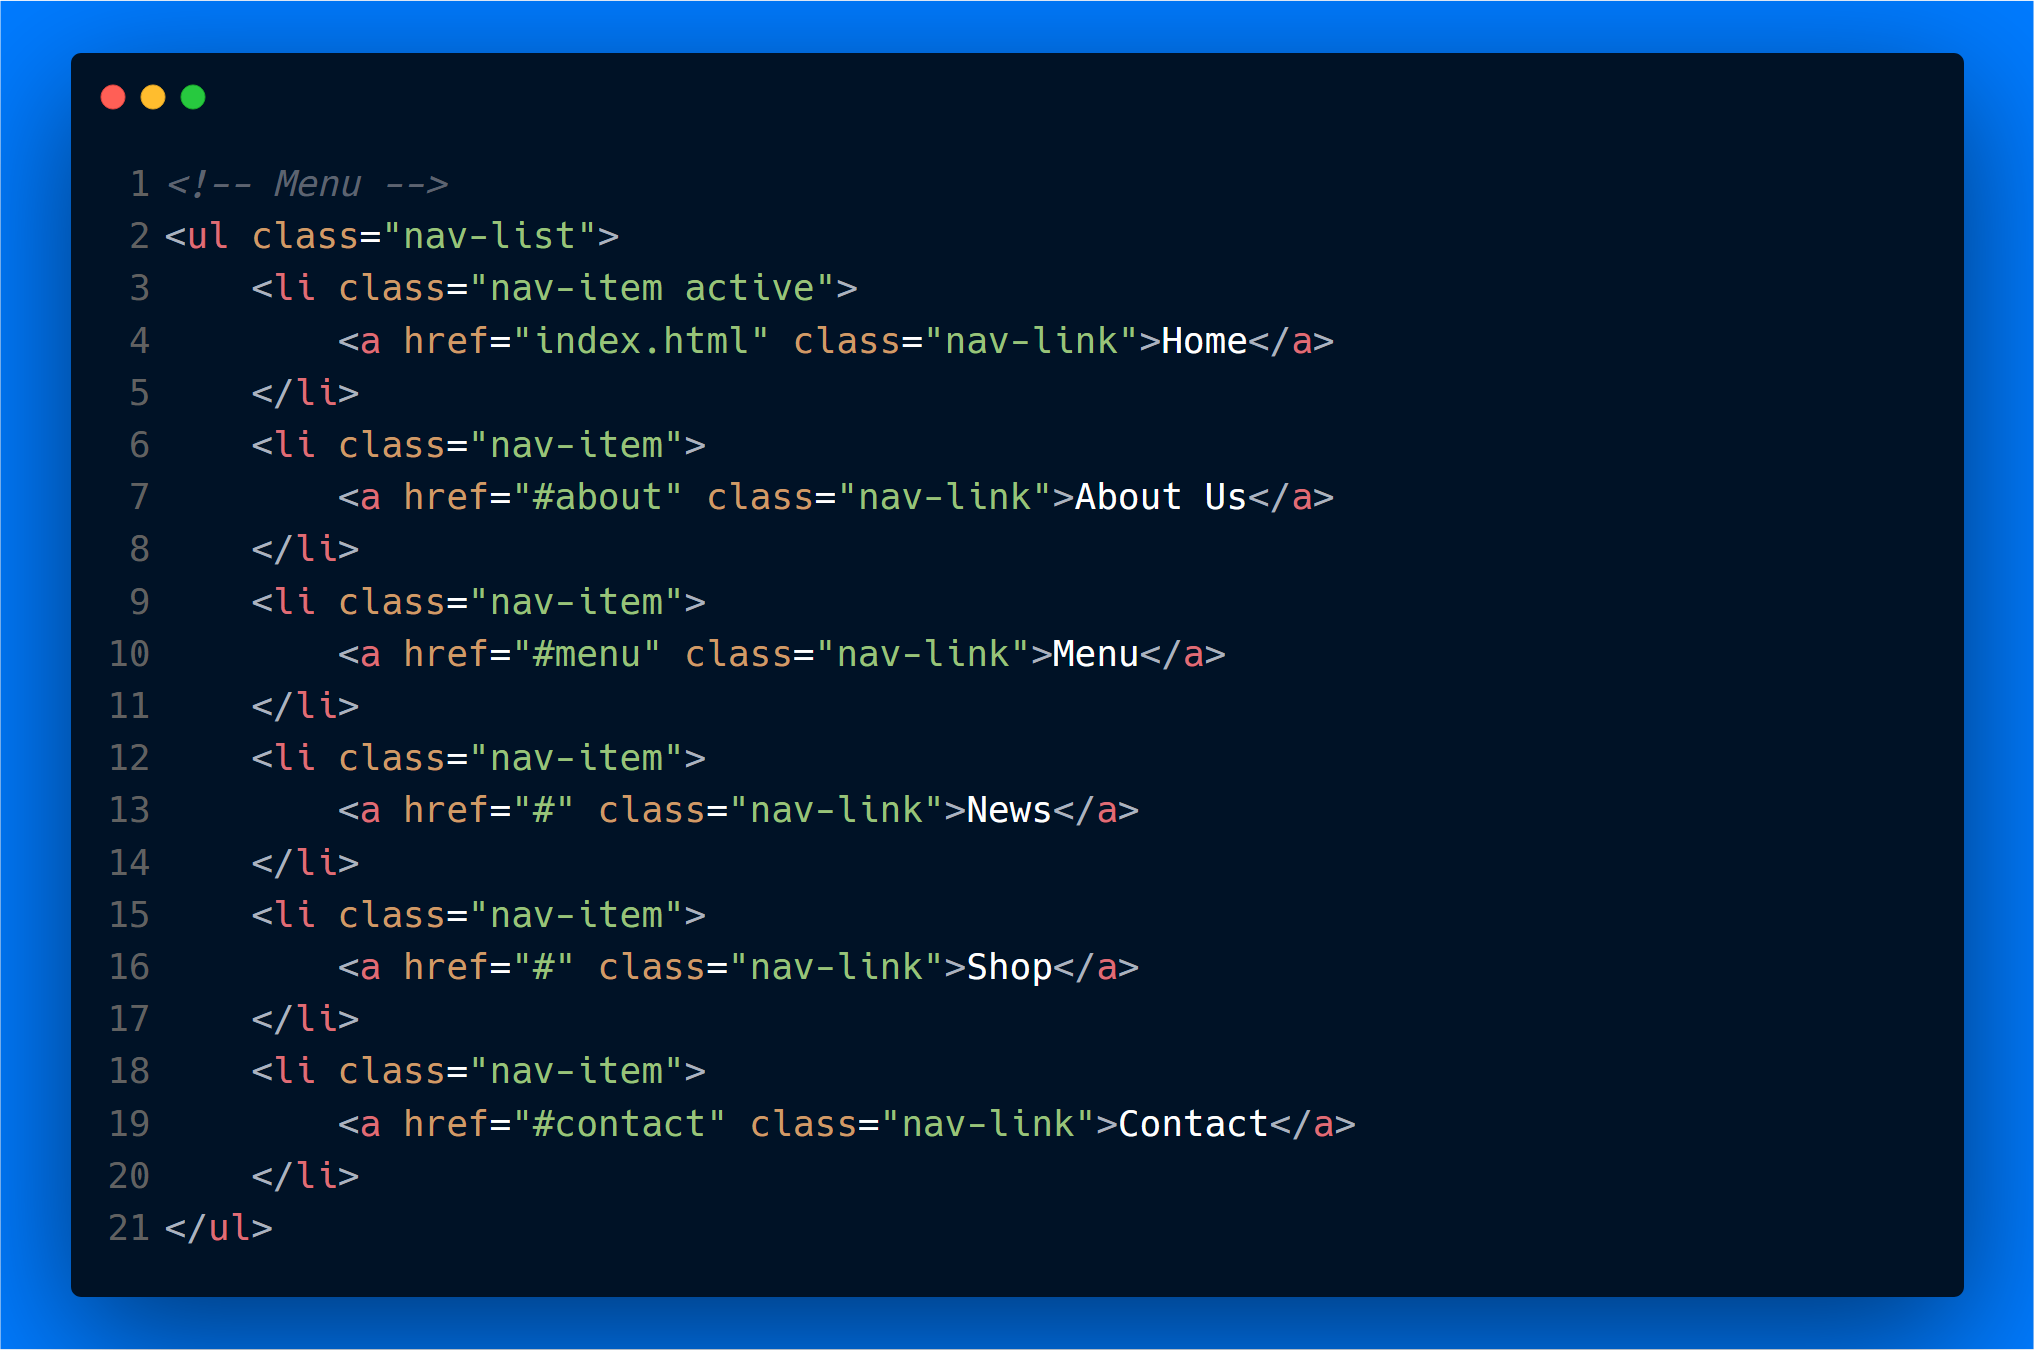 1 <!-- Menu -->
2 <ul class="nav-list">
3     <li class="nav-item active">
4         <a href="index.html" class="nav-link">Home</a>
5     </li>
6     <li class="nav-item">
7         <a href="#about" class="nav-link">About Us</a>
8     </li>
9     <li class="nav-item">
10         <a href="#menu" class="nav-link">Menu</a>
11     </li>
12     <li class="nav-item">
13         <a href="#" class="nav-link">News</a>
14     </li>
15     <li class="nav-item">
16         <a href="#" class="nav-link">Shop</a>
17     </li>
18     <li class="nav-item">
19         <a href="#contact" class="nav-link">Contact</a>
20     </li>
21 </ul>